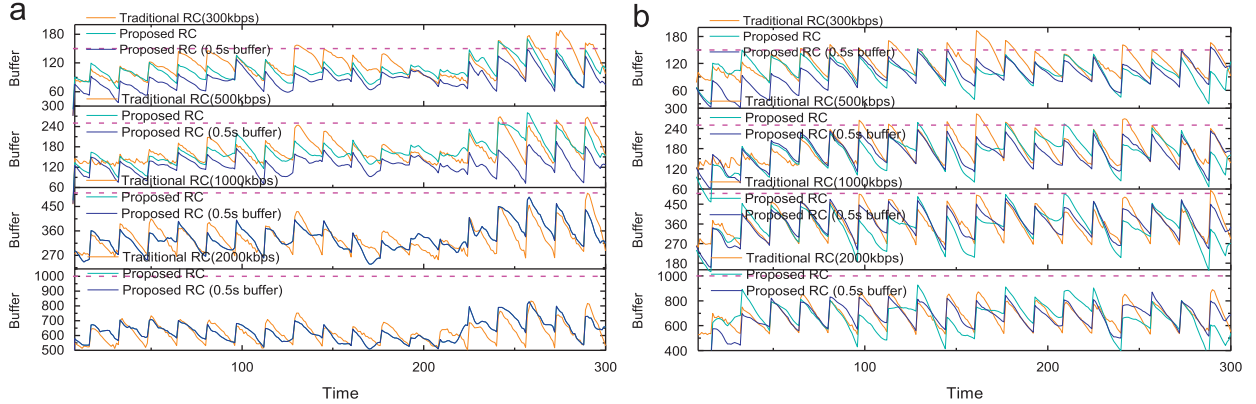 a
Traditional RC(300kbps)
Proposed RC
Proposed RC (0.5s buffer)
Buffer
180
120
60
300
Traditional RC(500kbps)
Proposed RC
Proposed RC (0.5s buffer)
Buffer
240
180
120
60
Traditional RC(1000kbps)
Proposed RC
Proposed RC (0.5s buffer)
Buffer
450
360
270
Traditional RC(2000kbps)
Proposed RC
Proposed RC (0.5s buffer)
Buffer
1000
900
800
700
600
500
100
200
300
Time
b
Traditional RC(300kbps)
Proposed RC
Proposed RC (0.5s buffer)
Buffer
180
120
60
300
Traditional RC(500kbps)
Proposed RC
Proposed RC (0.5s buffer)
Buffer
240
180
120
60
Traditional RC(1000kbps)
Proposed RC
Proposed RC (0.5s buffer)
Buffer
450
360
270
180
Traditional RC(2000kbps)
Proposed RC
Proposed RC (0.5s buffer)
Buffer
1000
800
600
400
100
200
300
Time